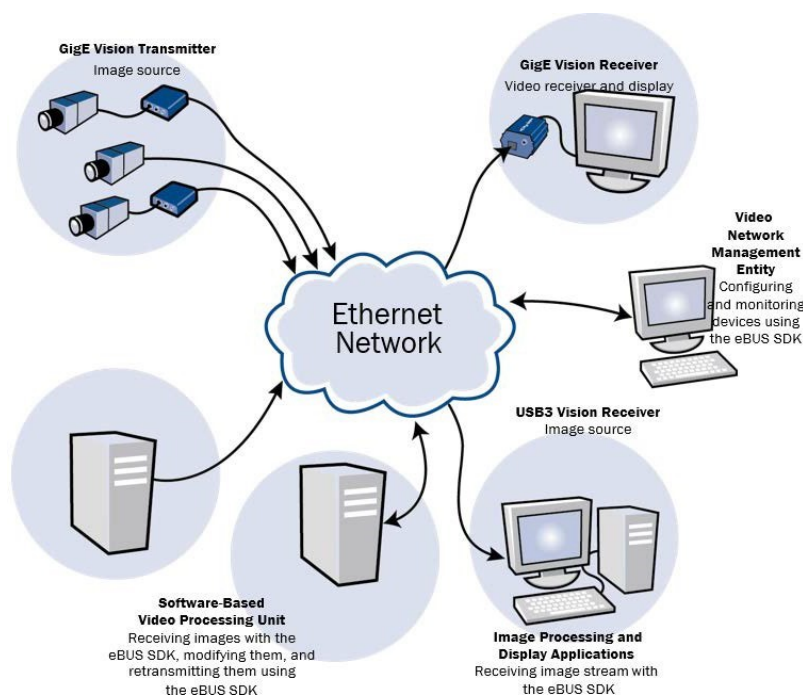 GigE Vision Transmitter
Image source
GigE Vision Receiver
Video receiver and display
Video
Network
Management
Entity
Configuring
and monitoring
devices using
the eBUS SDK
Ethernet
Network
USB3 Vision Receiver
Image source
Software-Based
Video Processing Unit
Receiving images with the
eBUS SDK, modifying them, and
retransmitting them using
the eBUS SDK
Image Processing and
Display Applications
Receiving image stream with
the eBUS SDK